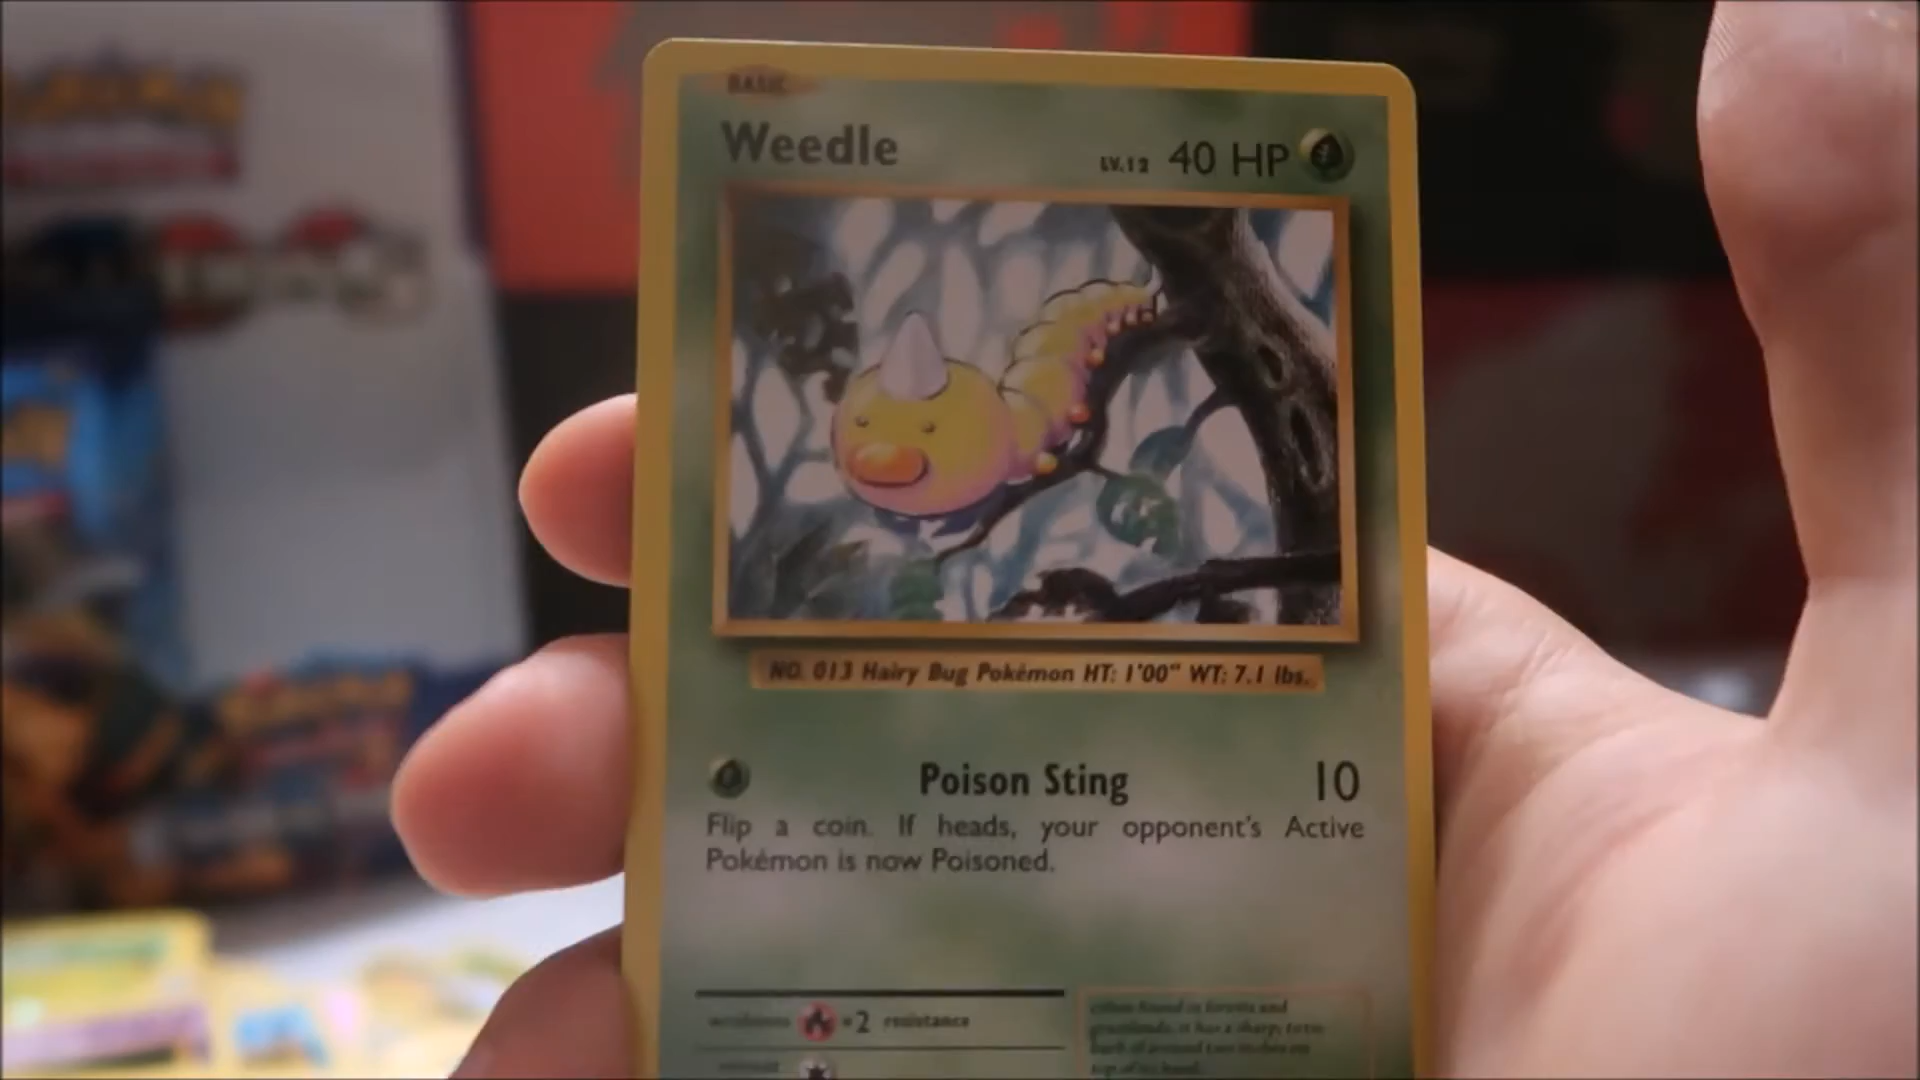 BASIC
Weedle
LV.12 40 HP
NO. 013 Hairy Bug Pokémon HT: 1'00" WT: 7.1 lbs.
Poison Sting 10
Flip a coin. If heads, your opponent's Active
Pokémon is now Poisoned.
weakness ×2 resistance